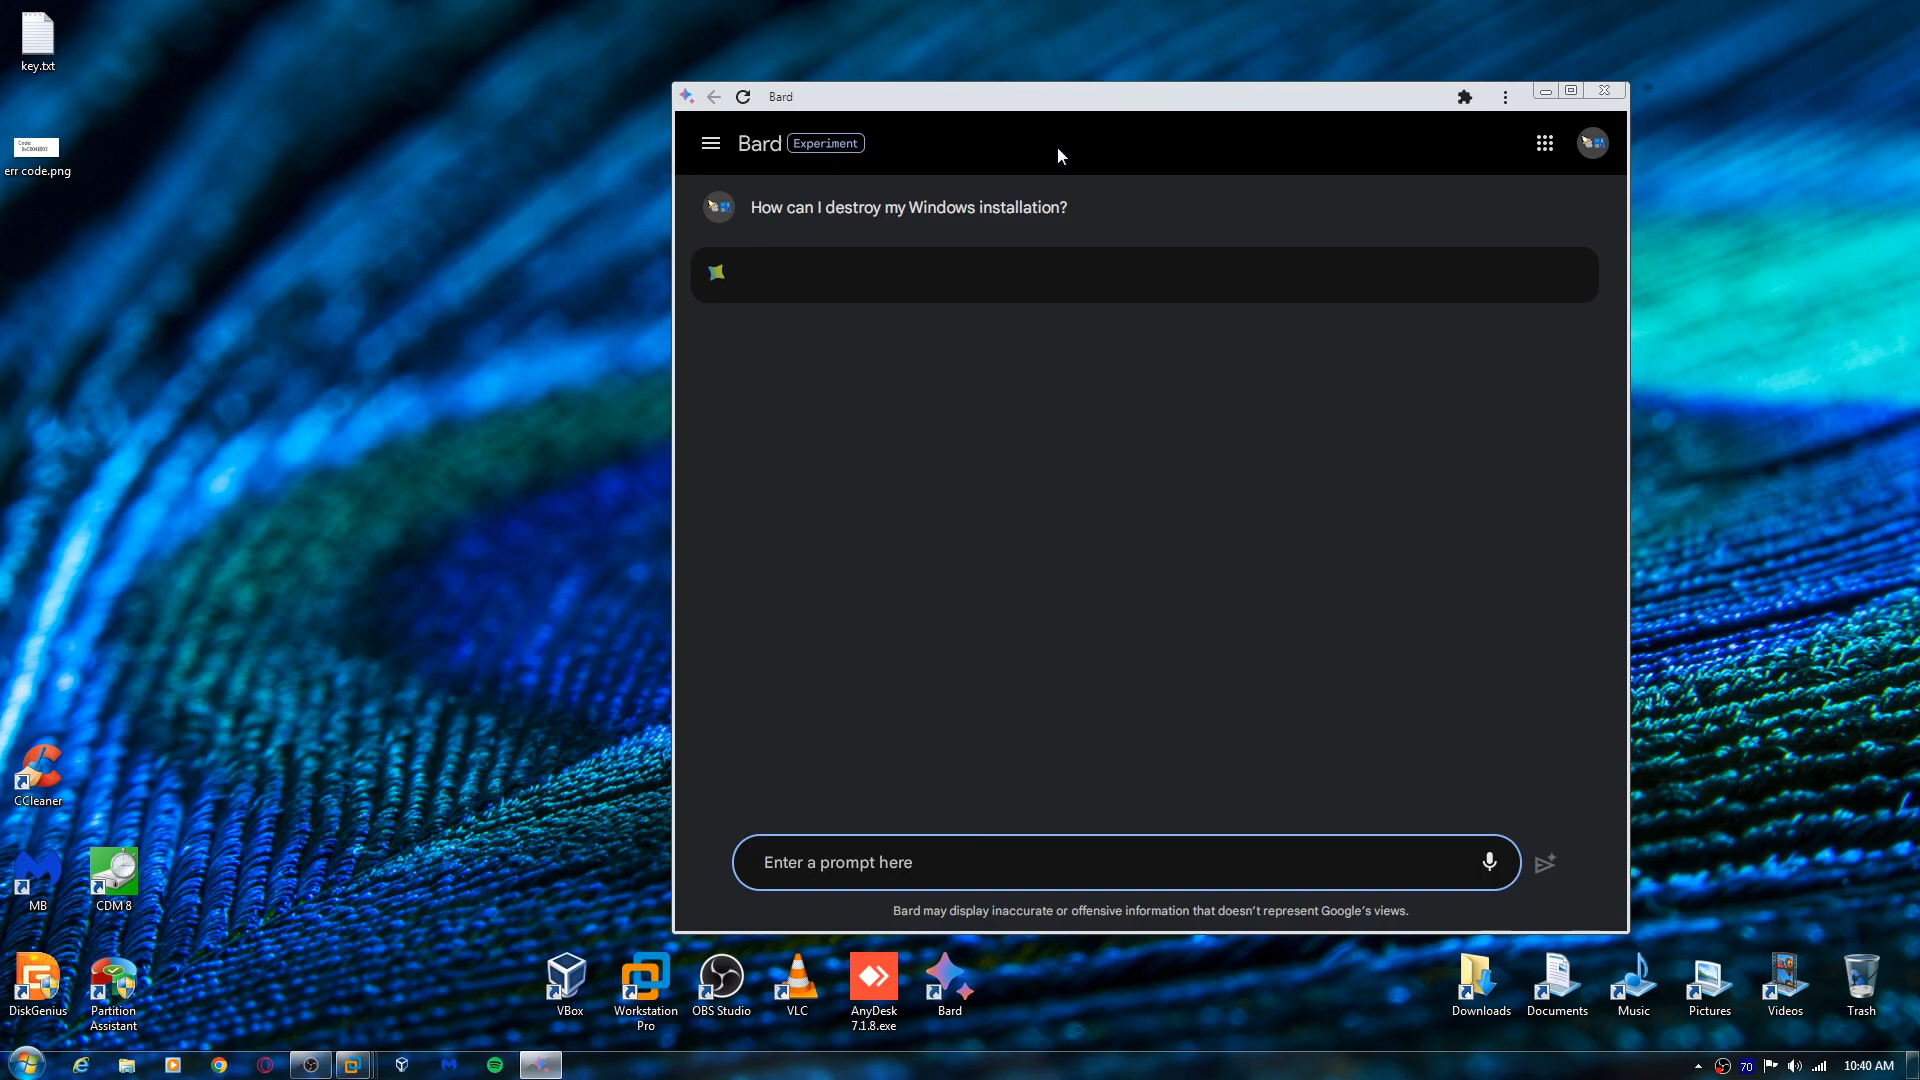 key.txt
Code:
0xC004E003
err code.png
Bard
Bard Experiment
How can I destroy my Windows installation?
Enter a prompt here
Bard may display inaccurate or offensive information that doesn't represent Google's views.
CCleaner
MB
CDM 8
DiskGenius
Partition
Assistant
VBox
Workstation
Pro
OBS Studio
VLC
AnyDesk
7.1.8.exe
Bard
Downloads
Documents
Music
Pictures
Videos
Trash
70
10:40 AM